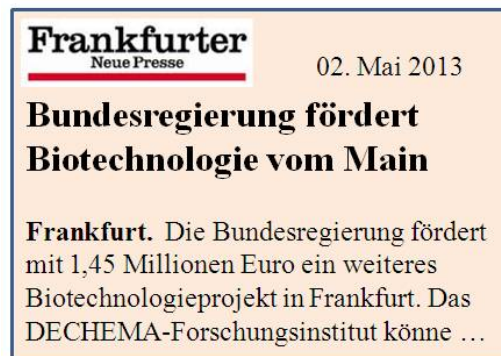 Frankfurter
Neue Presse
02. Mai 2013
Bundesregierung fördert
Biotechnologie vom Main
Frankfurt. Die Bundesregierung fördert
mit 1,45 Millionen Euro ein weiteres
Biotechnologieprojekt in Frankfurt. Das
DECHEMA-Forschungsinstitut könne …